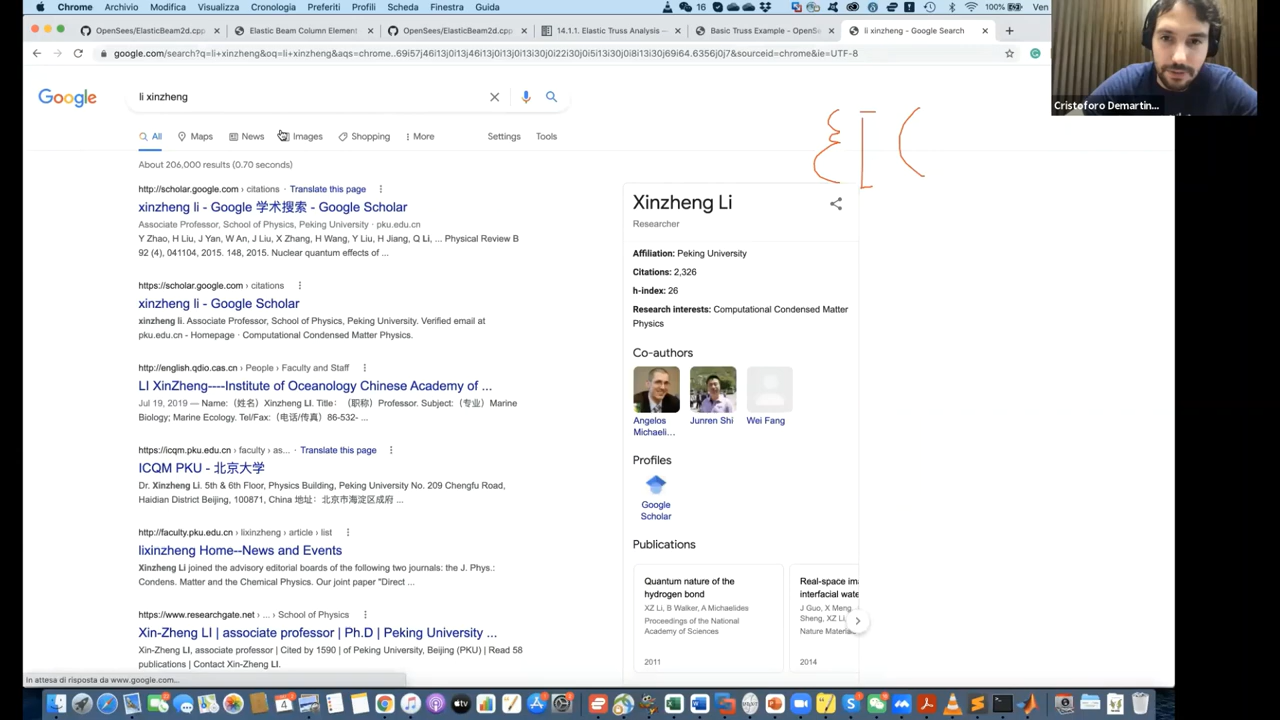 Chrome Archivio Modifica Visualizza Cronologia Preferiti Profili Scheda Finestra Guida 16 100% Ven
OpenSees/ElasticBeam2d.cpp
Elastic Beam Column Element
OpenSees/ElasticBeam2d.cpp
14.1.1. Elastic Truss Analysis —
Basic Truss Example - OpenSe
li xinzheng - Google Search
google.com/search?q=li+xinzheng&oq=li+xinzheng&aqs=chrome..69i57j46i13j0i13j46i13j0i13j0i22i30j0i5i13i30j0i8i13i30j69i64.6356j0j7&sourceid=chrome&ie=UTF-8
Cristoforo Demartin...
Google
li xinzheng
All Maps News Images Shopping More Settings Tools
About 206,000 results (0.70 seconds)
http://scholar.google.com › citations · Translate this page
xinzheng li - Google 学术搜索 - Google Scholar
Associate Professor, School of Physics, Peking University - pku.edu.cn
Y Zhao, H Liu, J Yan, W An, J Liu, X Zhang, H Wang, Y Liu, H Jiang, Q Li, ... Physical Review B
92 (4), 041104, 2015. 148, 2015. Nuclear quantum effects of ...
https://scholar.google.com › citations
xinzheng li - Google Scholar
xinzheng li. Associate Professor, School of Physics, Peking University. Verified email at
pku.edu.cn - Homepage · Computational Condensed Matter Physics.
http://english.qdio.cas.cn › People › Faculty and Staff
LI XinZheng----Institute of Oceanology Chinese Academy of ...
Jul 19, 2019 — Name:（姓名）Xinzheng Li. Title: （职称）Professor. Subject:（专业）Marine
Biology; Marine Ecology. Tel/Fax:（电话/传真）86-532- ...
https://icqm.pku.edu.cn › faculty › as... · Translate this page
ICQM PKU - 北京大学
Dr. Xinzheng Li. 5th & 6th Floor, Physics Building, Peking University No. 209 Chengfu Road,
Haidian District Beijing, 100871, China 地址：北京市海淀区成府 ...
http://faculty.pku.edu.cn › lixinzheng › article › list
lixinzheng Home--News and Events
Xinzheng Li joined the advisory editorial boards of the following two journals: the J. Phys.:
Condens. Matter and the Chemical Physics. Our joint paper "Direct ...
https://www.researchgate.net › ... › School of Physics
Xin-Zheng LI | associate professor | Ph.D | Peking University ...
Xin-Zheng LI, associate professor | Cited by 1590 | of Peking University, Beijing (PKU) | Read 58
publications | Contact Xin-Zheng LI.
In attesa di risposta da www.google.com...
{ [ (
Xinzheng Li
Researcher
Affiliation: Peking University
Citations: 2,326
h-index: 26
Research interests: Computational Condensed Matter
Physics
Co-authors
Angelos
Michaeli...
Junren Shi
Wei Fang
Profiles
Google
Scholar
Publications
Quantum nature of the
hydrogen bond
XZ Li, B Walker, A Michaelides
Proceedings of the National
Academy of Sciences
2011
Real-space ima
interfacial wate
J Guo, X Meng,
Sheng, XZ Li,
Nature Materia
2014